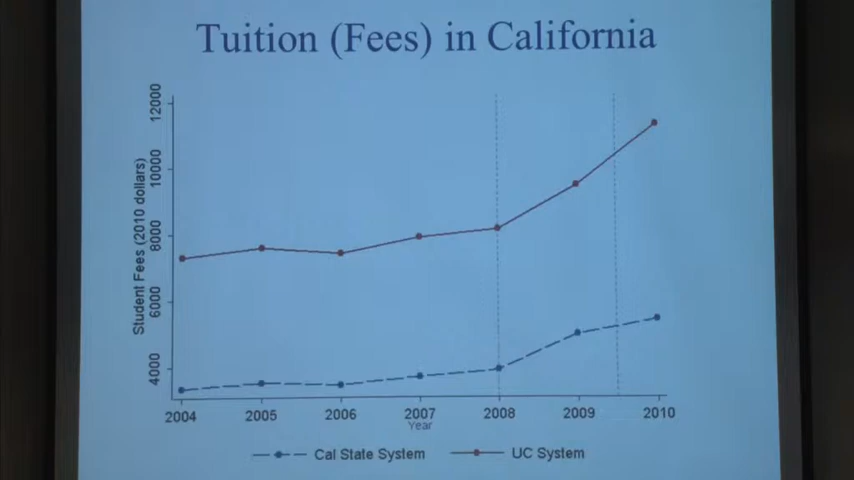 Tuition (Fees) in California
Student Fees (2010 dollars)
12000
10000
8000
6000
4000
2004 2005 2006 2007 2008 2009 2010
Year
Cal State System UC System